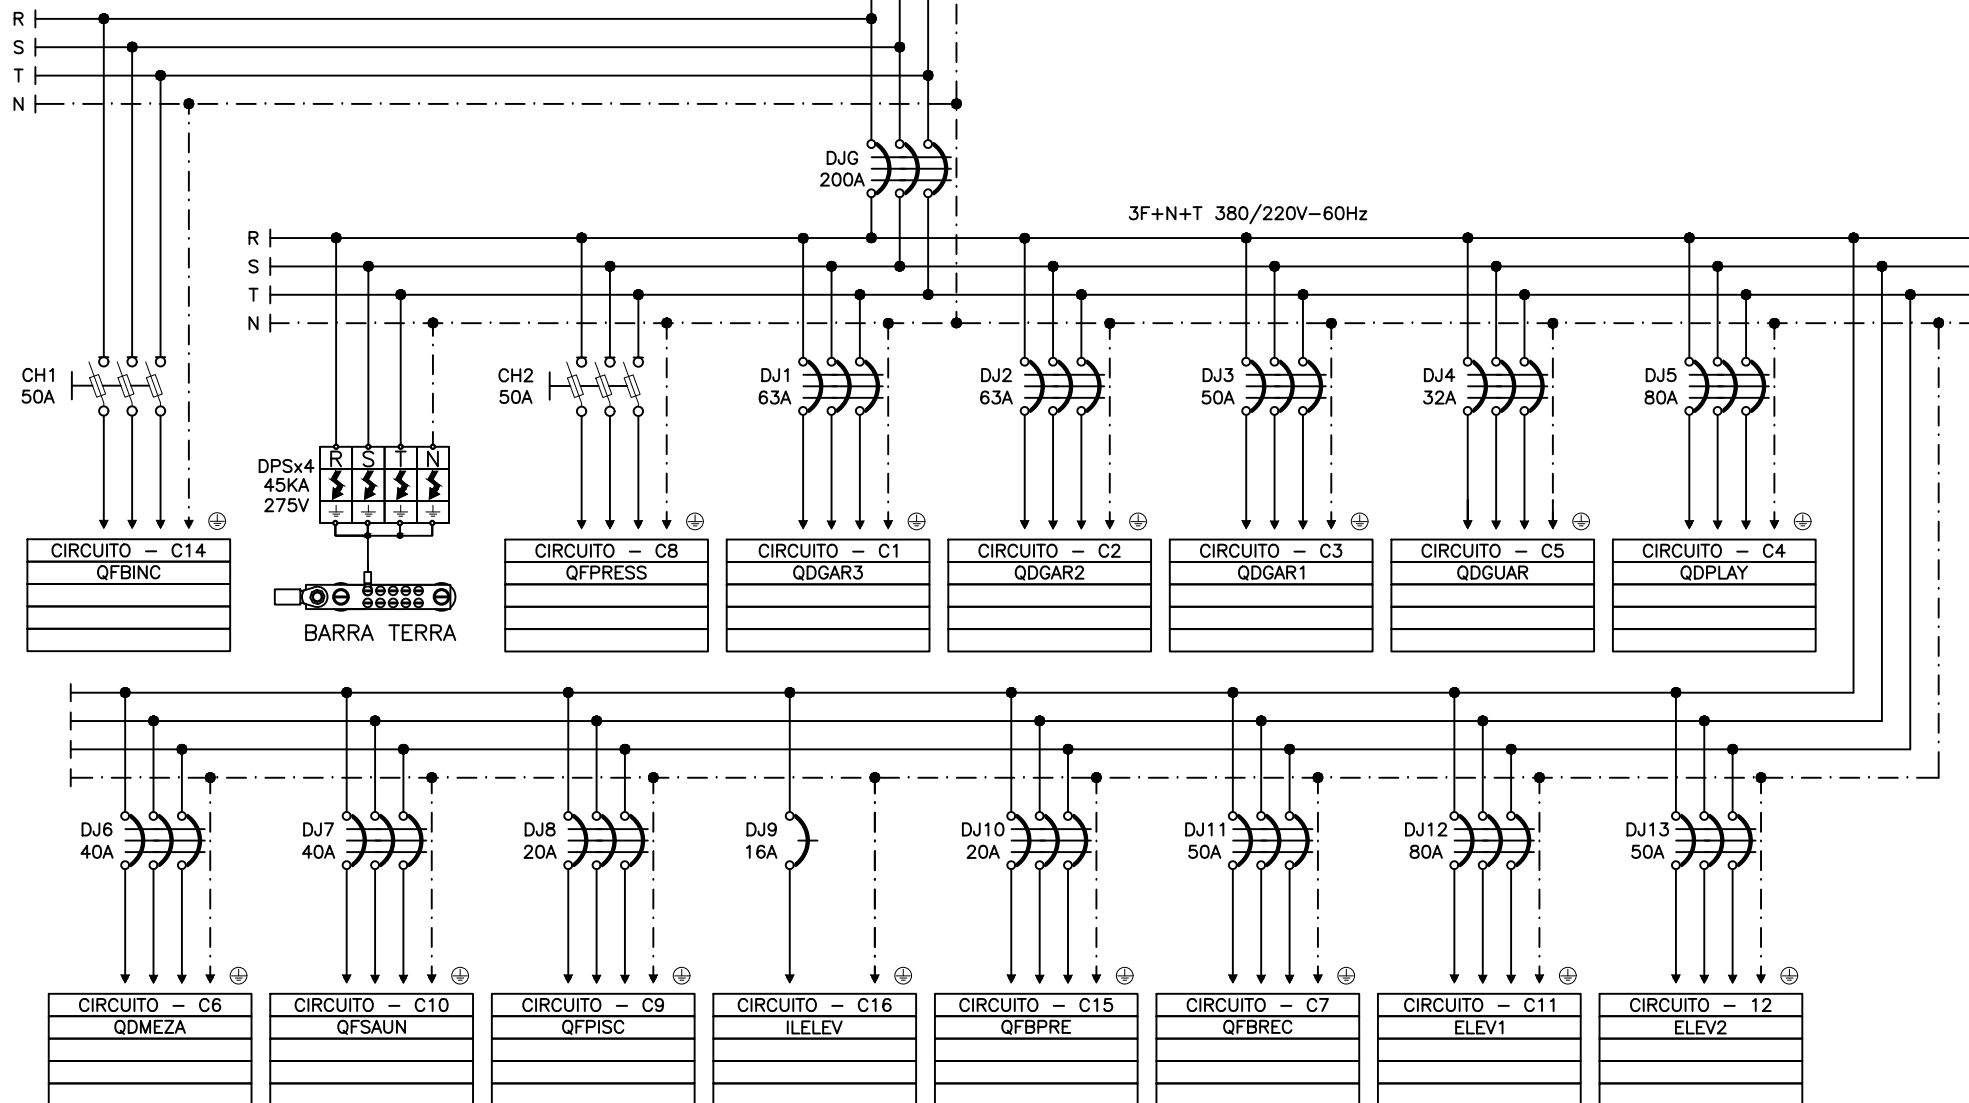 R
S
T
N
DJG
200A
3F+N+T 380/220V-60Hz
R
S
T
N
CH1
50A
CH2
50A
DJ1
63A
DJ2
63A
DJ3
50A
DJ4
32A
DJ5
80A
DPSx4
45KA
275V
R S T N
CIRCUITO - C14
QFBINC
BARRA TERRA
CIRCUITO - C8
QFPRESS
CIRCUITO - C1
QDGAR3
CIRCUITO - C2
QDGAR2
CIRCUITO - C3
QDGAR1
CIRCUITO - C5
QDGUAR
CIRCUITO - C4
QDPLAY
DJ6
40A
DJ7
40A
DJ8
20A
DJ9
16A
DJ10
20A
DJ11
50A
DJ12
80A
DJ13
50A
CIRCUITO - C6
QDMEZA
CIRCUITO - C10
QFSAUN
CIRCUITO - C9
QFPISC
CIRCUITO - C16
ILELEV
CIRCUITO - C15
QFBPRE
CIRCUITO - C7
QFBREC
CIRCUITO - C11
ELEV1
CIRCUITO - 12
ELEV2